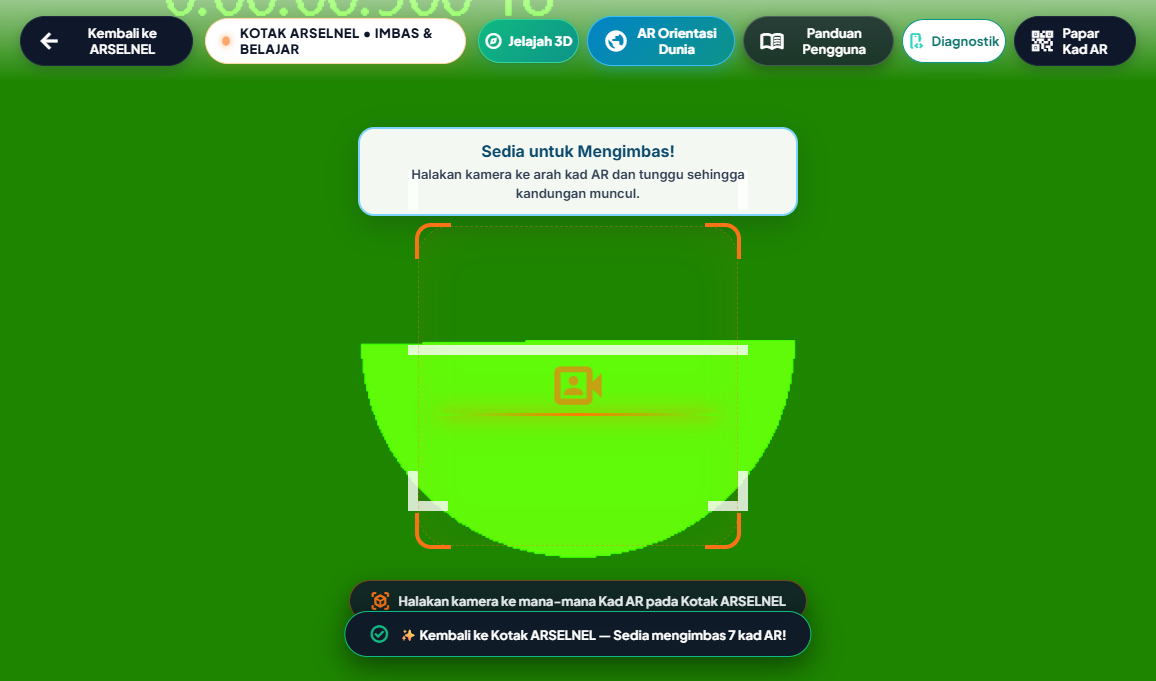 Kembali ke
ARSELNEL
KOTAK ARSELNEL ● IMBAS &
BELAJAR
Jelajah 3D
AR Orientasi
Dunia
Panduan
Pengguna
Diagnostik
Papar
Kad AR
Sedia untuk Mengimbas!
Halakan kamera ke arah kad AR dan tunggu sehingga
kandungan muncul.
Halakan kamera ke mana-mana Kad AR pada Kotak ARSELNEL
✨ Kembali ke Kotak ARSELNEL — Sedia mengimbas 7 kad AR!